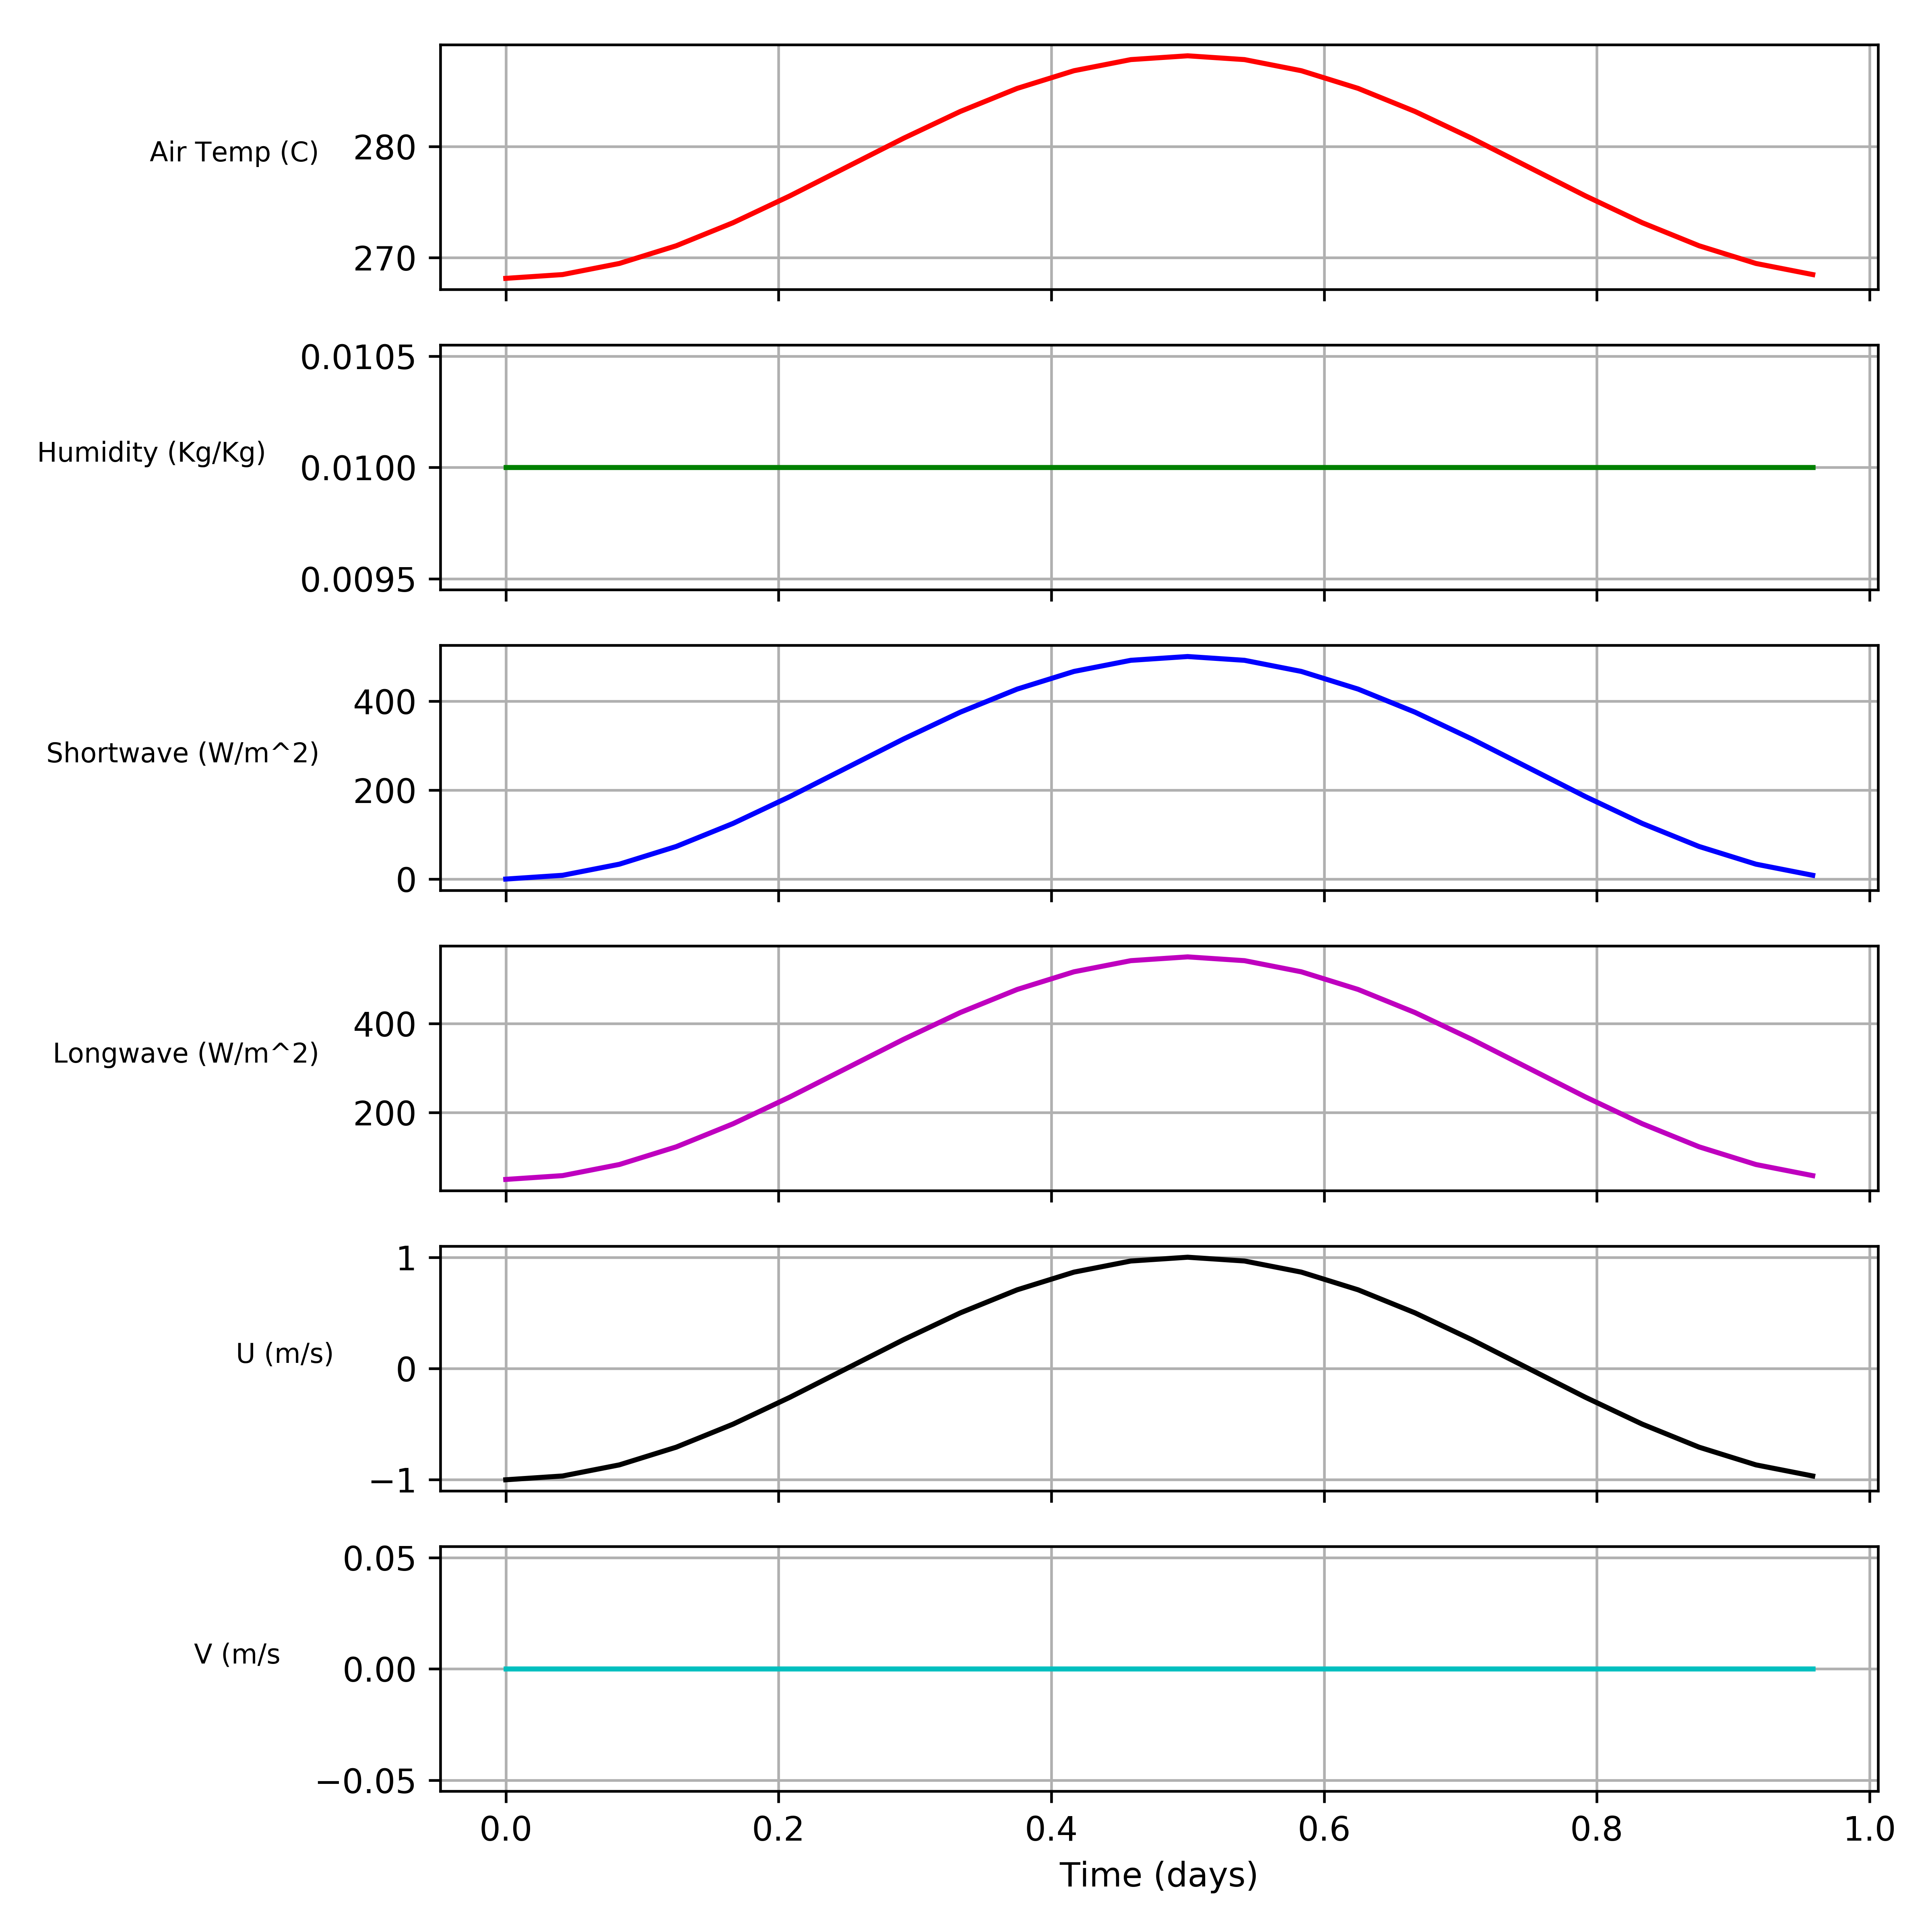 Air Temp (C)
280
270
Humidity (Kg/Kg)
0.0105
0.0100
0.0095
Shortwave (W/m^2)
400
200
0
Longwave (W/m^2)
400
200
U (m/s)
1
0
−1
V (m/s
0.05
0.00
−0.05
0.0 0.2 0.4 0.6 0.8 1.0
Time (days)